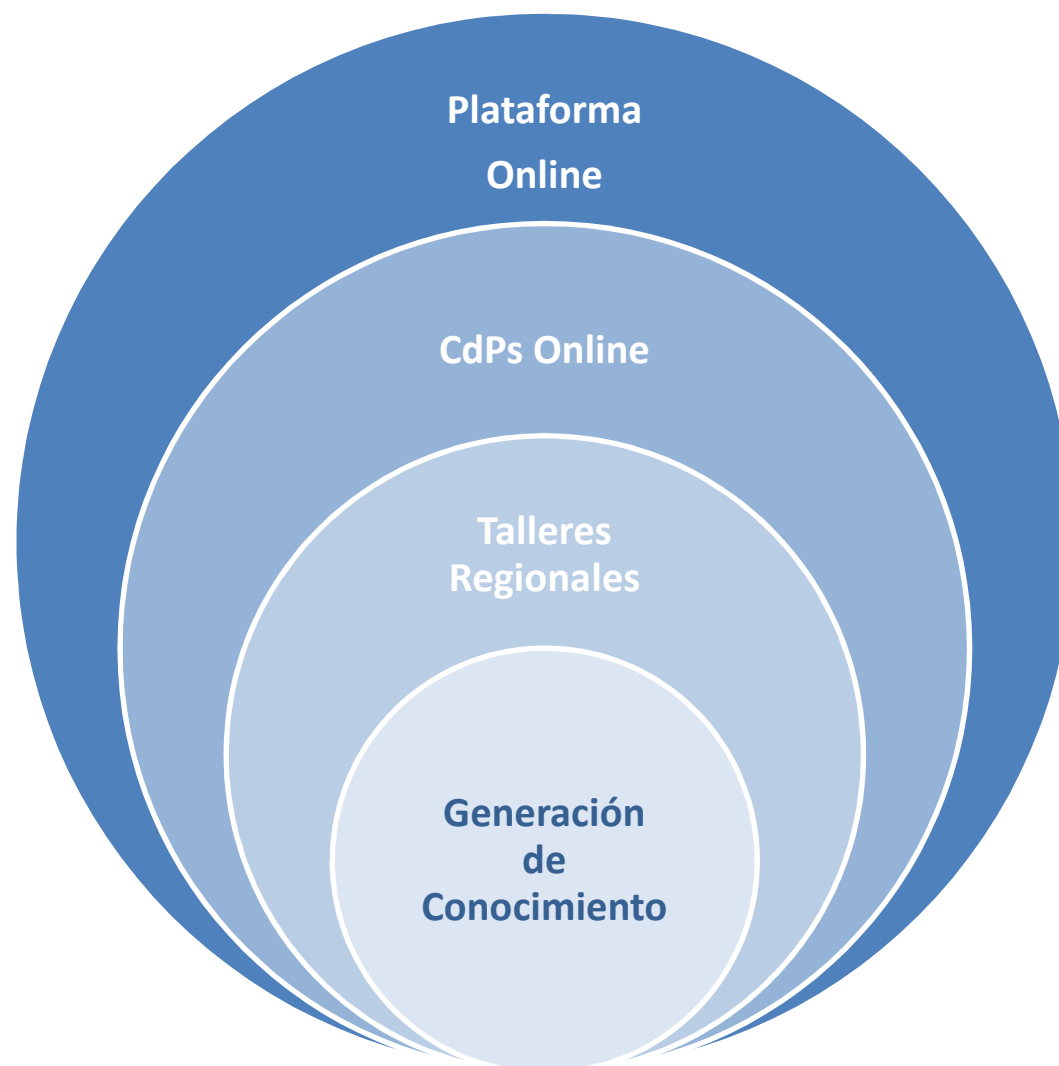 Plataforma
Online
CdPs Online
Talleres
Regionales
Generación
de
Conocimiento